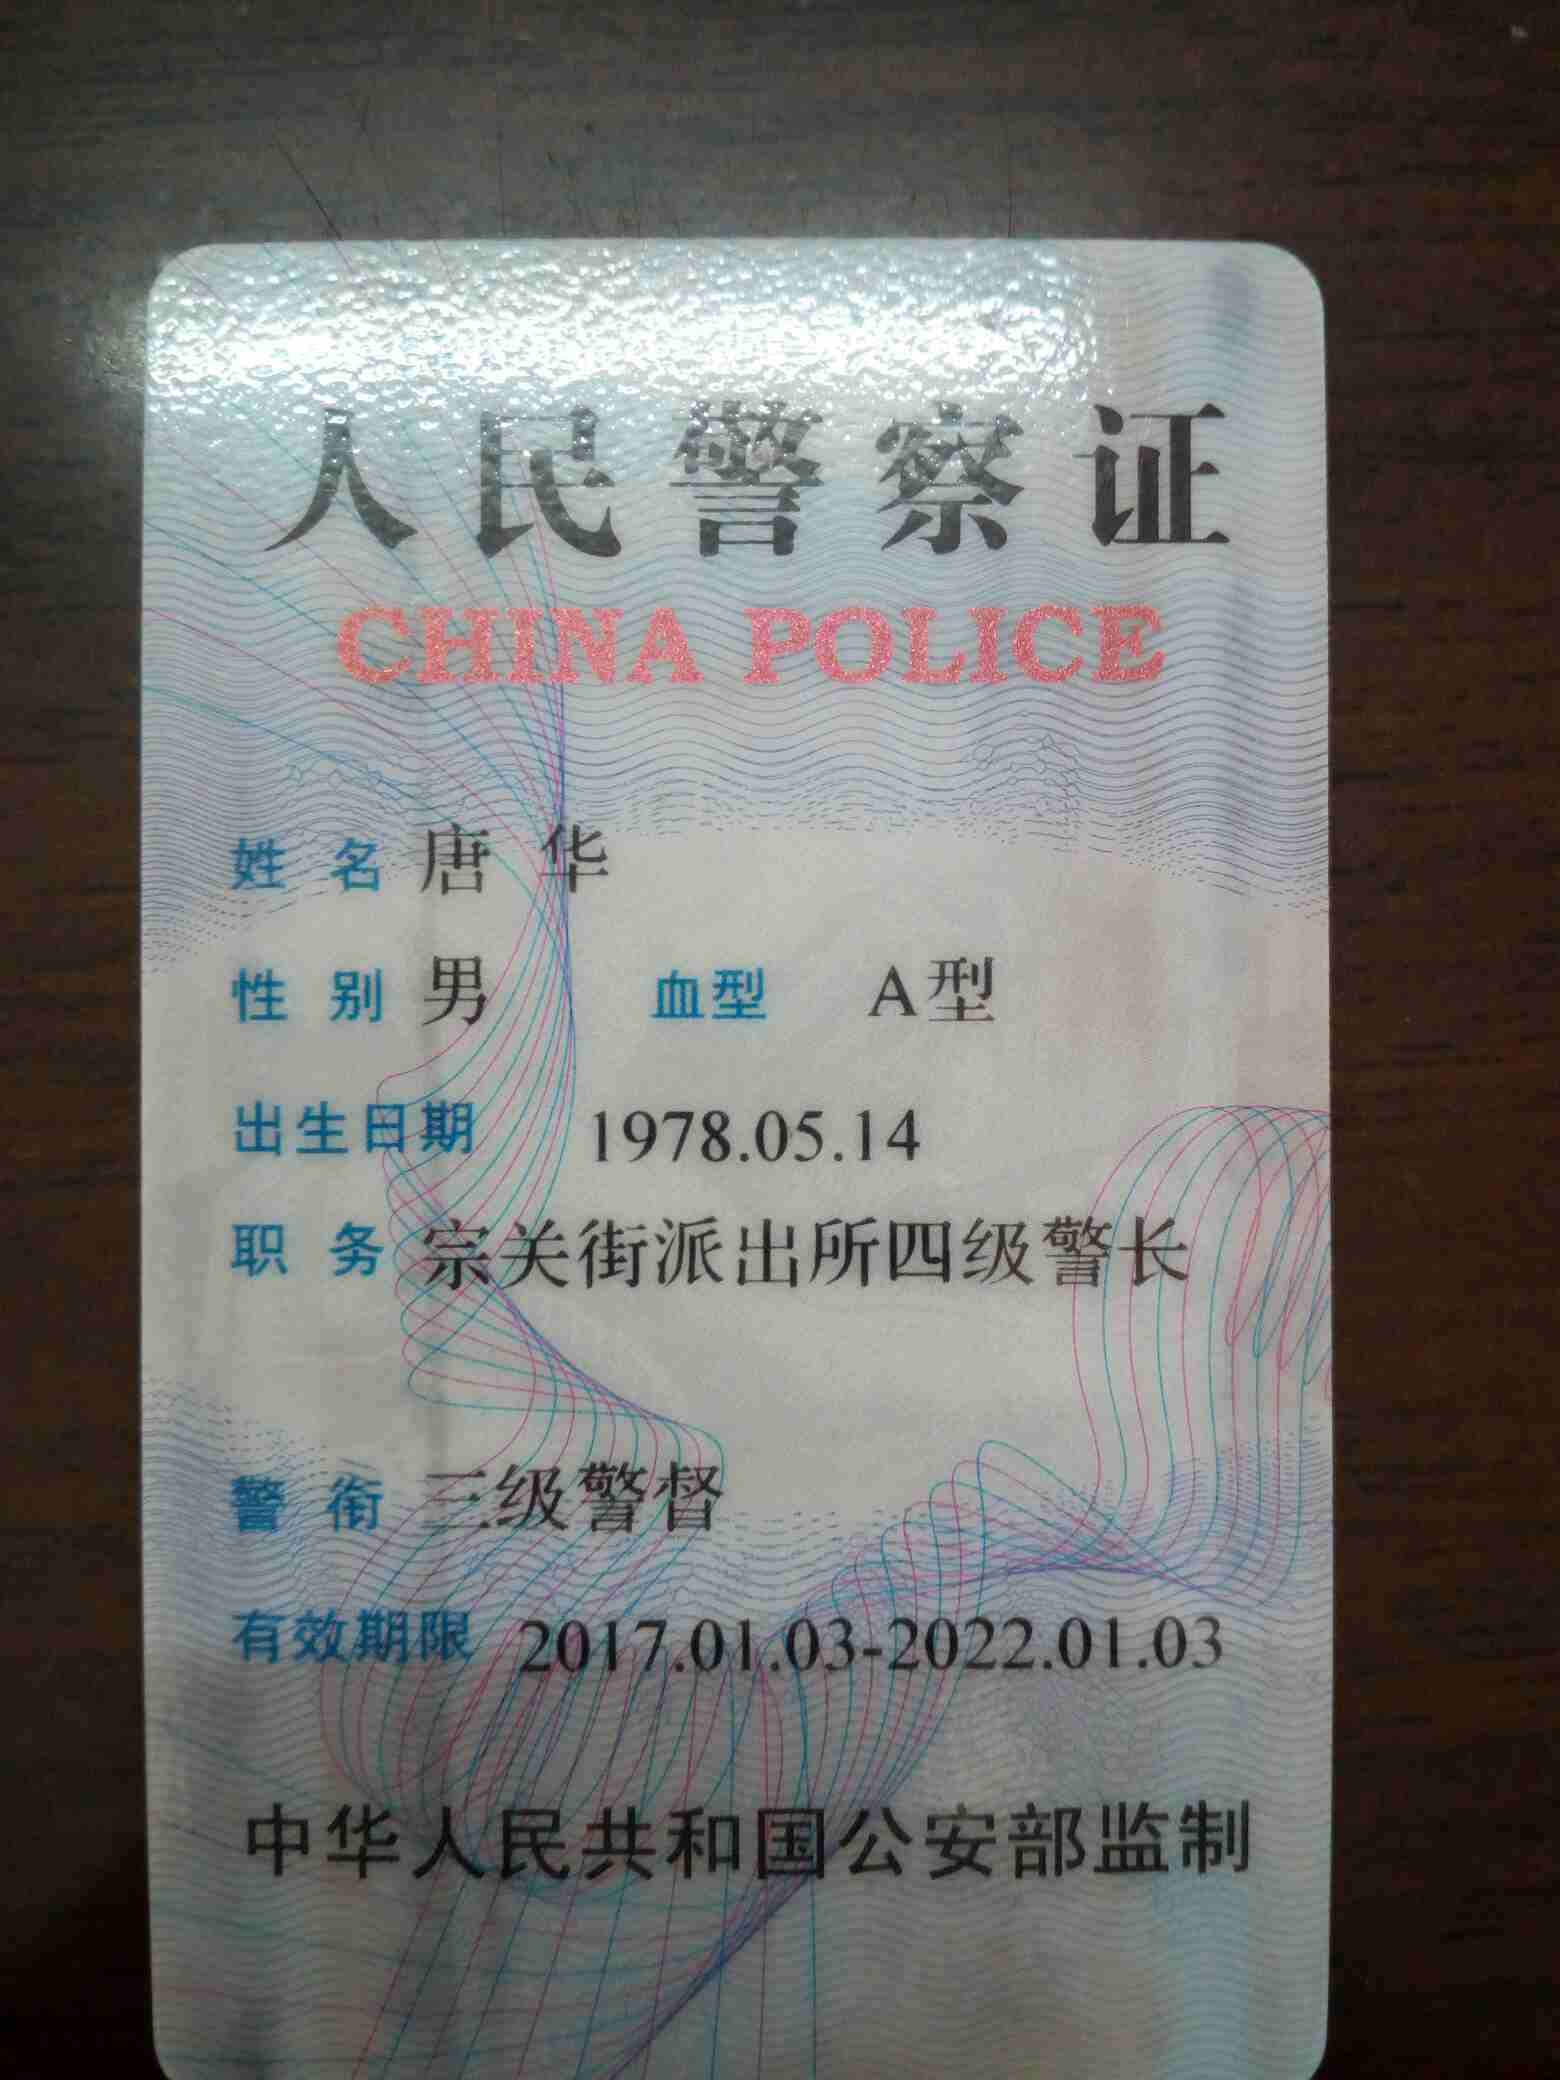 人民警察证
CHINA POLICE
姓 名 唐 华
性 别 男 血型 A型
出生日期 1978.05.14
职 务 宗关街派出所四级警长
警 衔 三级警督
有效期限 2017.01.03-2022.01.03
中华人民共和国公安部监制